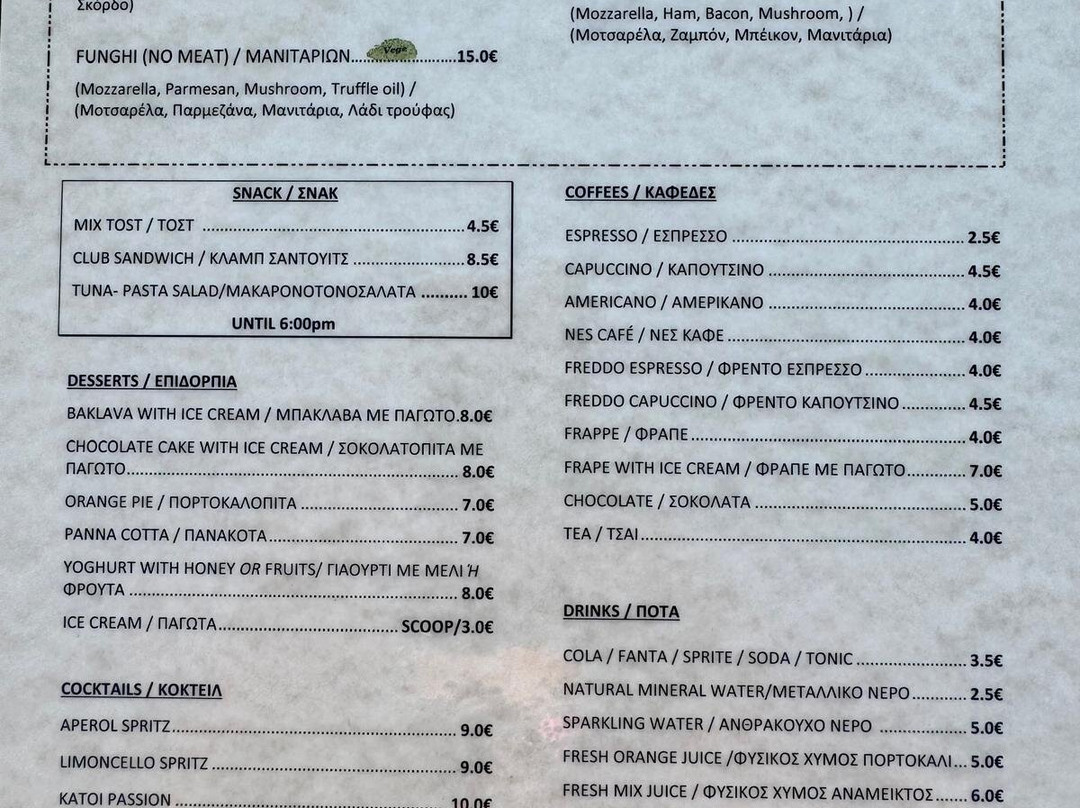 Σκόρδο)
FUNGHI (NO MEAT) / ΜΑΝΙΤΑΡΙΩΝ.... Vege ..........15.0€
(Mozzarella, Parmesan, Mushroom, Truffle oil) /
(Μοτσαρέλα, Παρμεζάνα, Μανιτάρια, Λάδι τρούφας)
(Mozzarella, Ham, Bacon, Mushroom, ) /
(Μοτσαρέλα, Ζαμπόν, Μπέικον, Μανιτάρια)
SNACK / ΣΝΑΚ
MIX TOST / ΤΟΣΤ ................................ 4.5€
CLUB SANDWICH / ΚΛΑΜΠ ΣΑΝΤΟΥΙΤΣ ................ 8.5€
TUNA- PASTA SALAD/ΜΑΚΑΡΟΝΟΤΟΝΟΣΑΛΑΤΑ .......... 10€
UNTIL 6:00pm
DESSERTS / ΕΠΙΔΟΡΠΙΑ
BAKLAVA WITH ICE CREAM / ΜΠΑΚΛΑΒΑ ΜΕ ΠΑΓΩΤΟ.8.0€
CHOCOLATE CAKE WITH ICE CREAM / ΣΟΚΟΛΑΤΟΠΙΤΑ ΜΕ
ΠΑΓΩΤΟ................................ 8.0€
ORANGE PIE / ΠΟΡΤΟΚΑΛΟΠΙΤΑ ................ 7.0€
PANNA COTTA / ΠΑΝΑΚΟΤΑ................ 7.0€
YOGHURT WITH HONEY OR FRUITS/ ΓΙΑΟΥΡΤΙ ΜΕ ΜΕΛΙ Ή
ΦΡΟΥΤΑ ................................ 8.0€
ICE CREAM / ΠΑΓΩΤΑ................ SCOOP/3.0€
COCKTAILS / ΚΟΚΤΕΙΛ
APEROL SPRITZ................................ 9.0€
LIMONCELLO SPRITZ ................................ 9.0€
KATOI PASSION ................................ 10.0€
COFFEES / ΚΑΦΕΔΕΣ
ESPRESSO / ΕΣΠΡΕΣΣΟ ................................ 2.5€
CAPUCCINO / ΚΑΠΟΥΤΣΙΝΟ ................................ 4.5€
AMERICANO / ΑΜΕΡΙΚΑΝΟ ................................ 4.0€
NES CAFÉ / ΝΕΣ ΚΑΦΕ ................................ 4.0€
FREDDO ESPRESSO / ΦΡΕΝΤΟ ΕΣΠΡΕΣΣΟ................ 4.0€
FREDDO CAPUCCINO / ΦΡΕΝΤΟ ΚΑΠΟΥΤΣΙΝΟ ............ 4.5€
FRAPPE / ΦΡΑΠΕ................................ 4.0€
FRAPE WITH ICE CREAM / ΦΡΑΠΕ ΜΕ ΠΑΓΩΤΟ............ 7.0€
CHOCOLATE / ΣΟΚΟΛΑΤΑ ................................ 5.0€
TEA / ΤΣΑΙ................................ 4.0€
DRINKS / ΠΟΤΑ
COLA / FANTA / SPRITE / SODA / TONIC ................ 3.5€
NATURAL MINERAL WATER/ΜΕΤΑΛΛΙΚΟ ΝΕΡΟ............ 2.5€
SPARKLING WATER / ΑΝΘΡΑΚΟΥΧΟ ΝΕΡΟ ................ 5.0€
FRESH ORANGE JUICE /ΦΥΣΙΚΟΣ ΧΥΜΟΣ ΠΟΡΤΟΚΑΛΙ... 5.0€
FRESH MIX JUICE / ΦΥΣΙΚΟΣ ΧΥΜΟΣ ΑΝΑΜΕΙΚΤΟΣ...... 6.0€